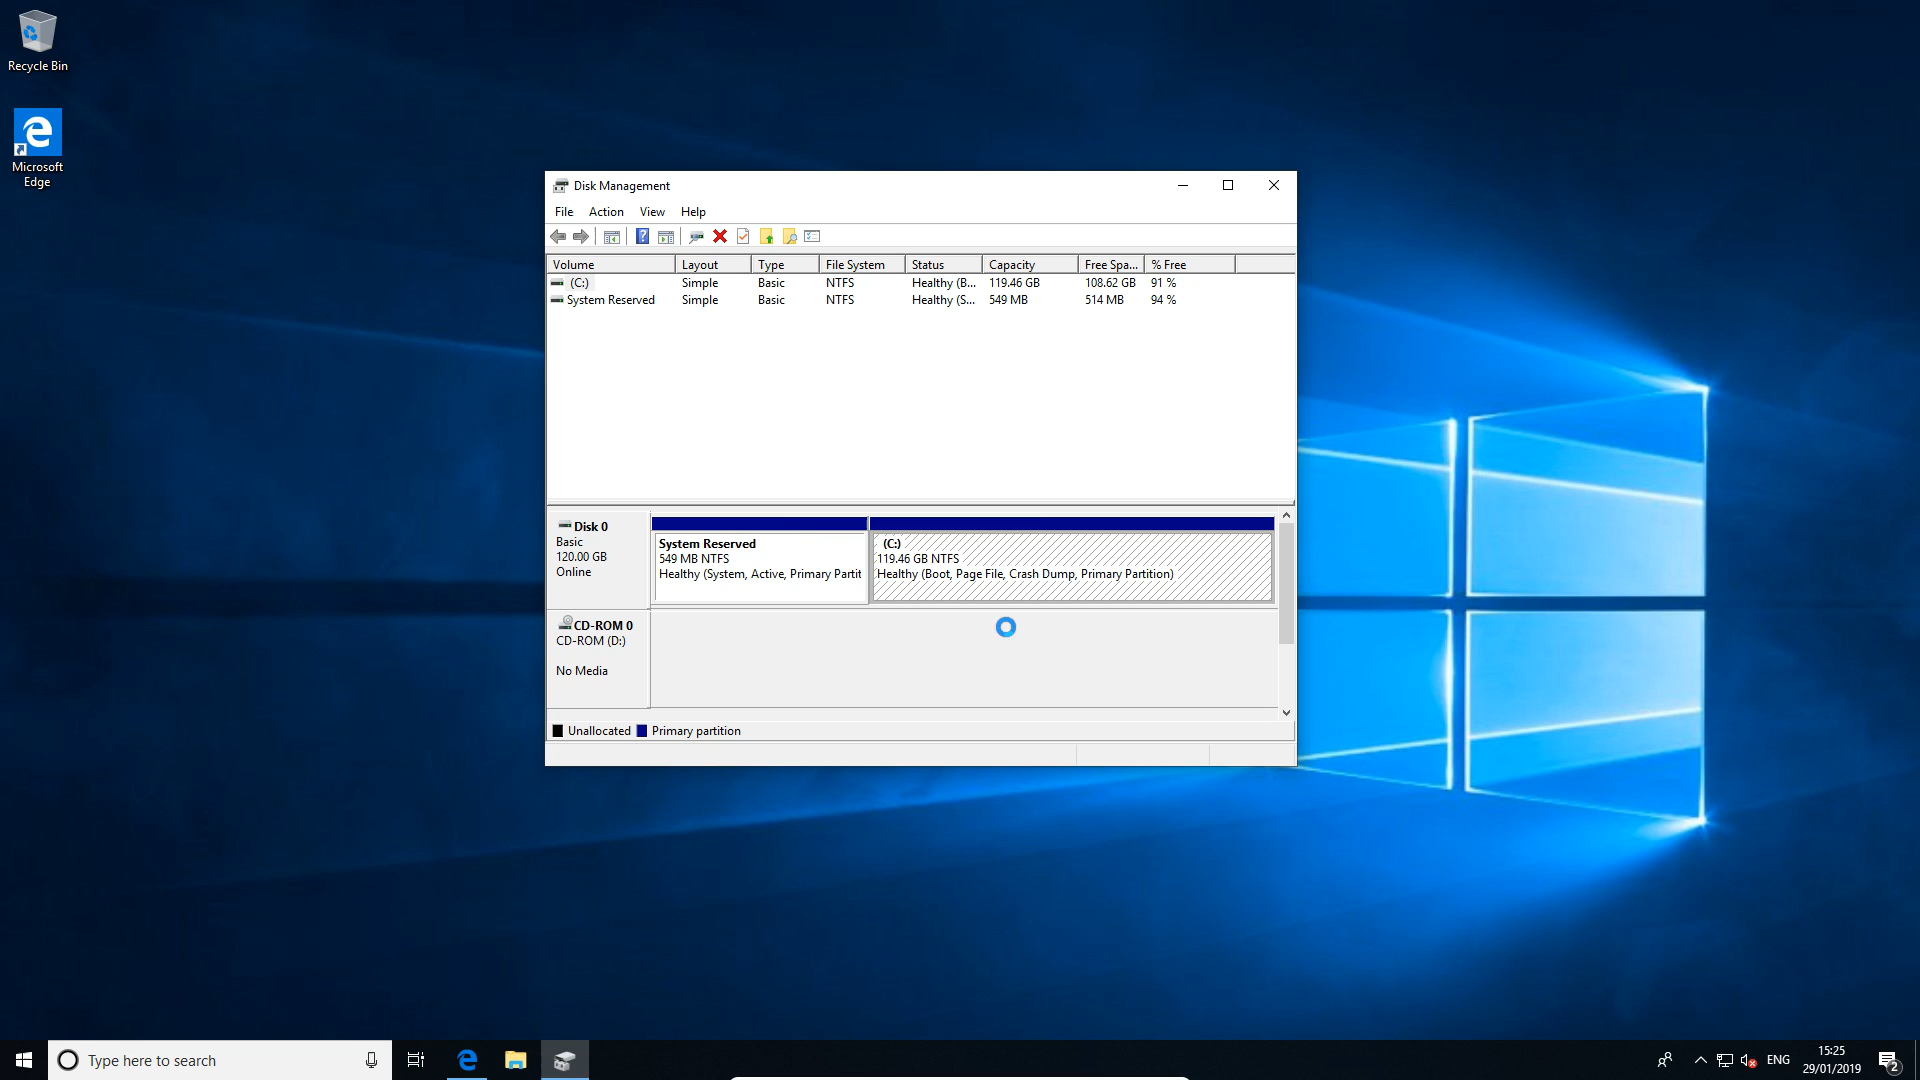 Recycle Bin
Microsoft
Edge
Disk Management
File Action View Help
Volume Layout Type File System Status Capacity Free Spa... % Free
(C:) Simple Basic NTFS Healthy (B... 119.46 GB 108.62 GB 91 %
System Reserved Simple Basic NTFS Healthy (S... 549 MB 514 MB 94 %
Disk 0
Basic
120.00 GB
Online
System Reserved
549 MB NTFS
Healthy (System, Active, Primary Partit
(C:)
119.46 GB NTFS
Healthy (Boot, Page File, Crash Dump, Primary Partition)
CD-ROM 0
CD-ROM (D:)
No Media
Unallocated Primary partition
Type here to search
ENG
15:25
29/01/2019
2